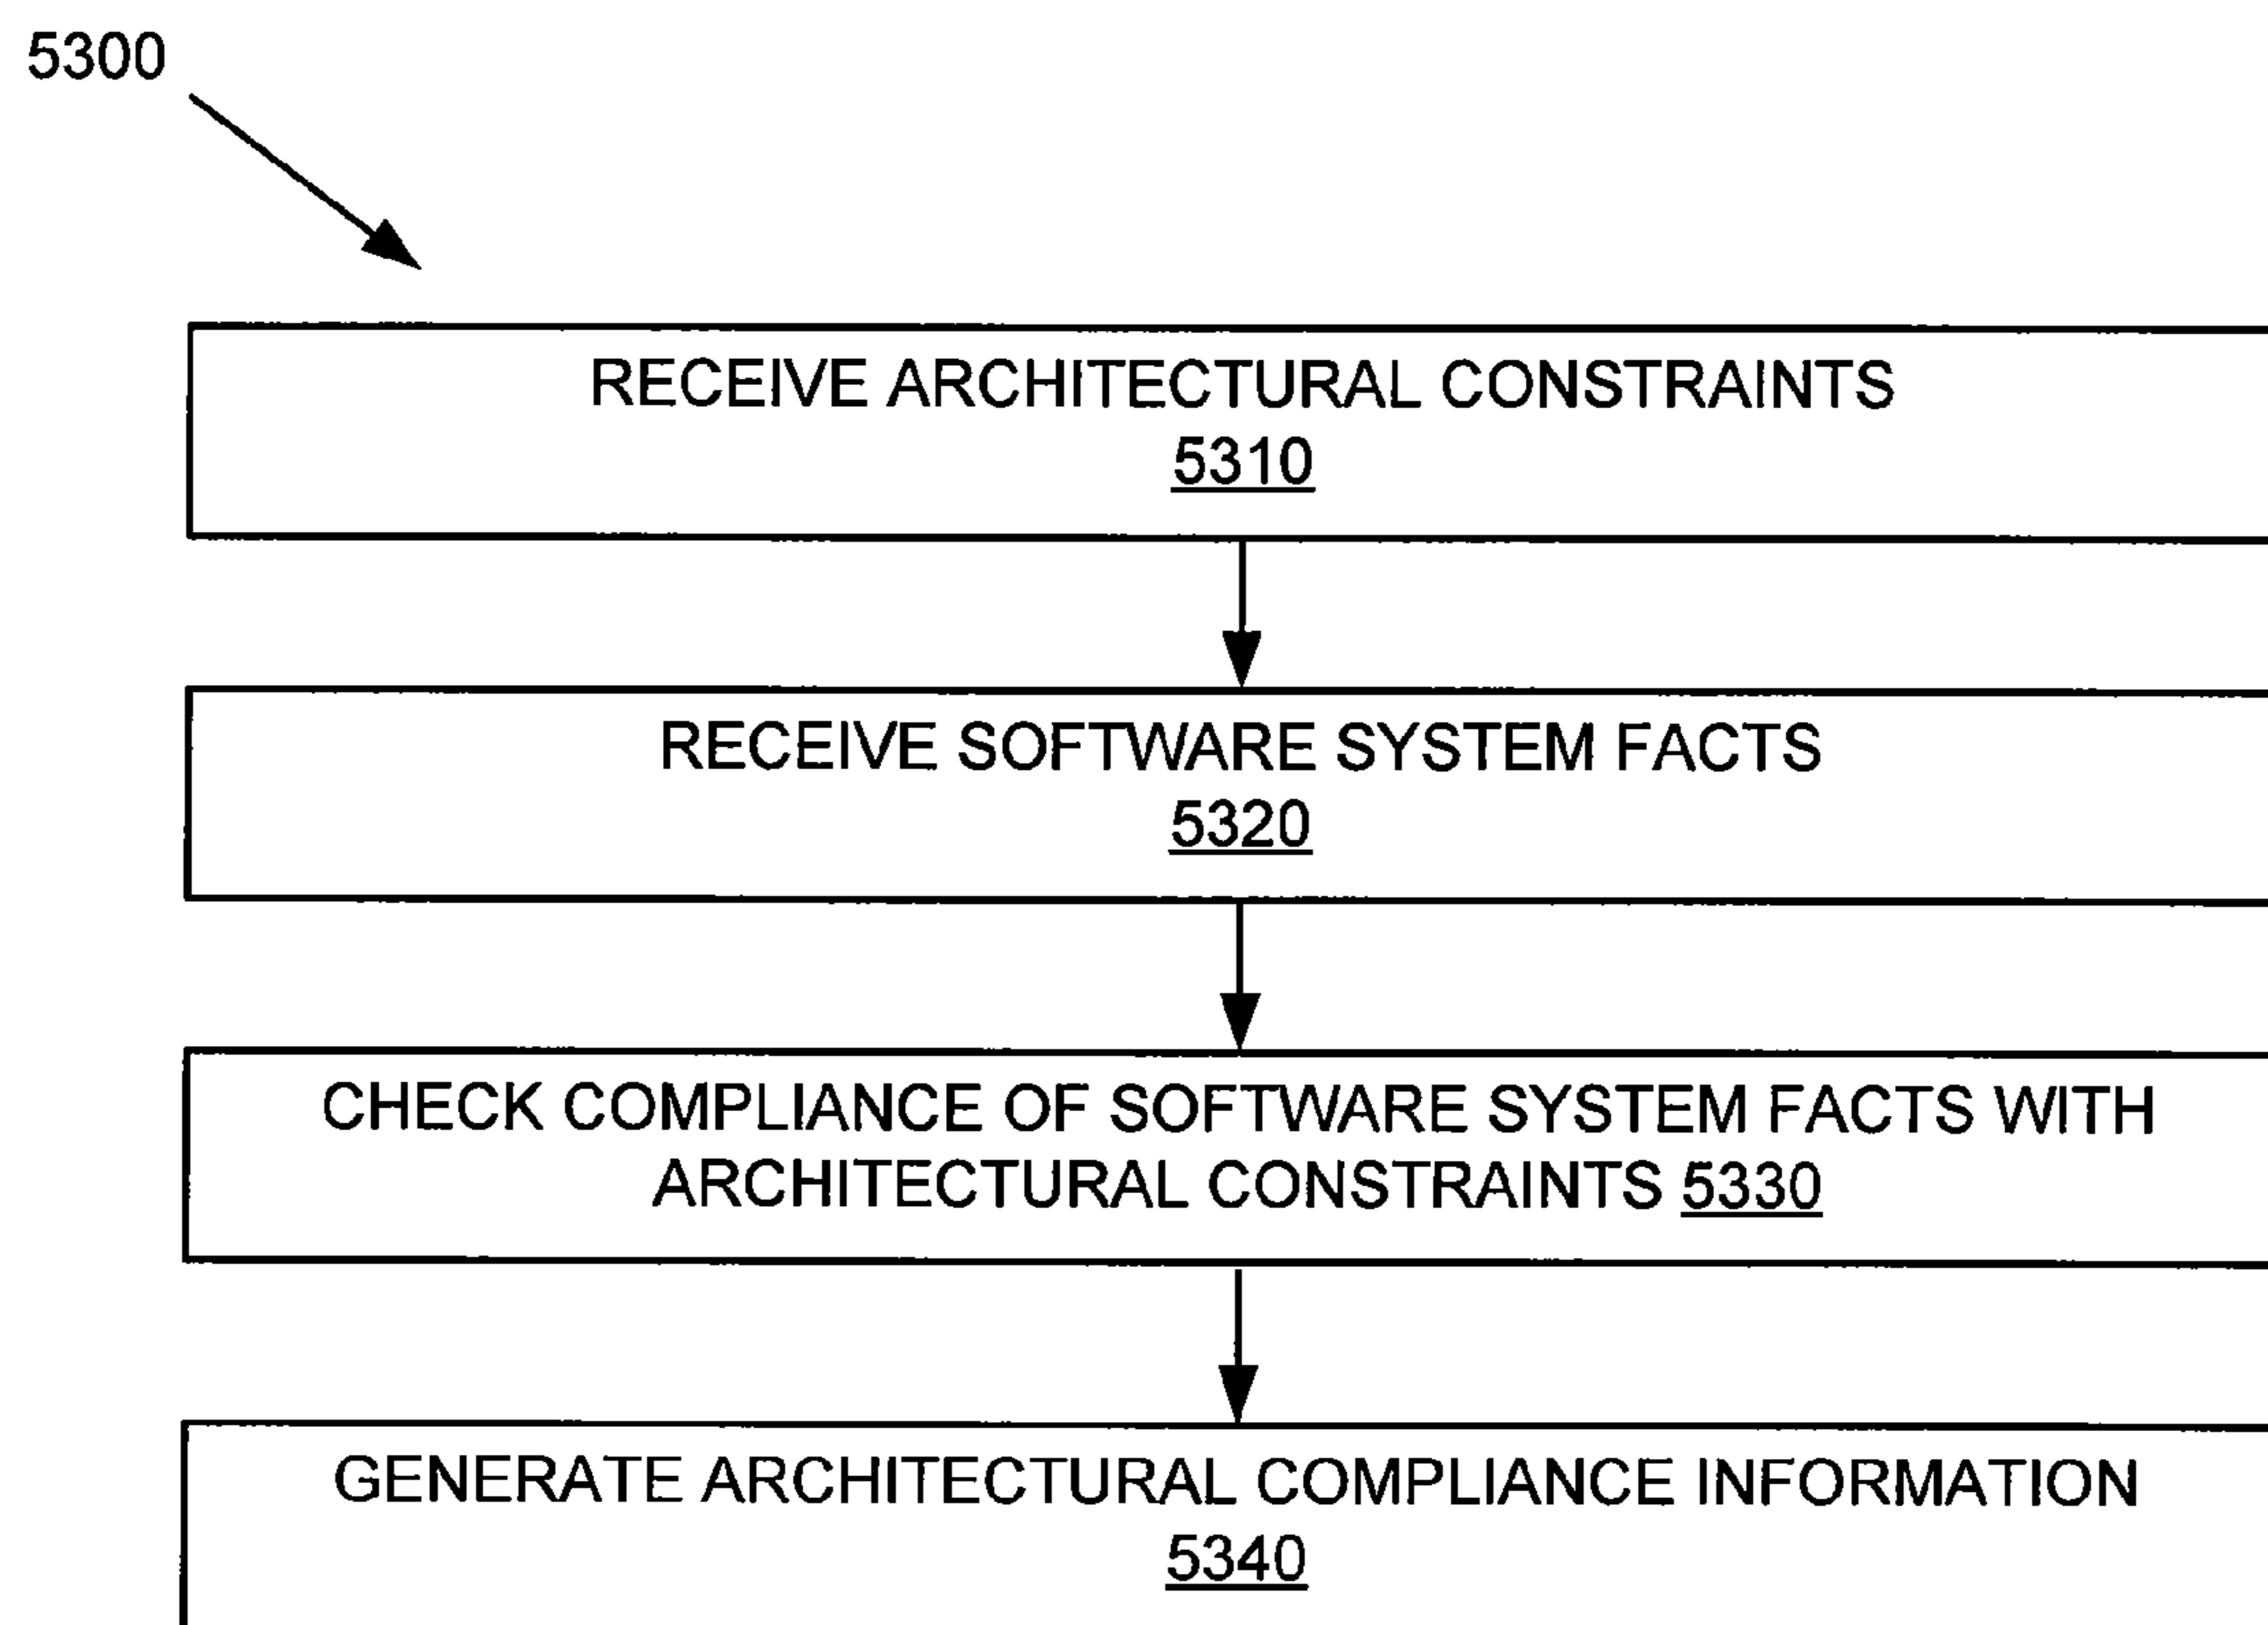 5300
RECEIVE ARCHITECTURAL CONSTRAINTS
5310
RECEIVE SOFTWARE SYSTEM FACTS
5320
CHECK COMPLIANCE OF SOFTWARE SYSTEM FACTS WITH
ARCHITECTURAL CONSTRAINTS 5330
GENERATE ARCHITECTURAL COMPLIANCE INFORMATION
5340